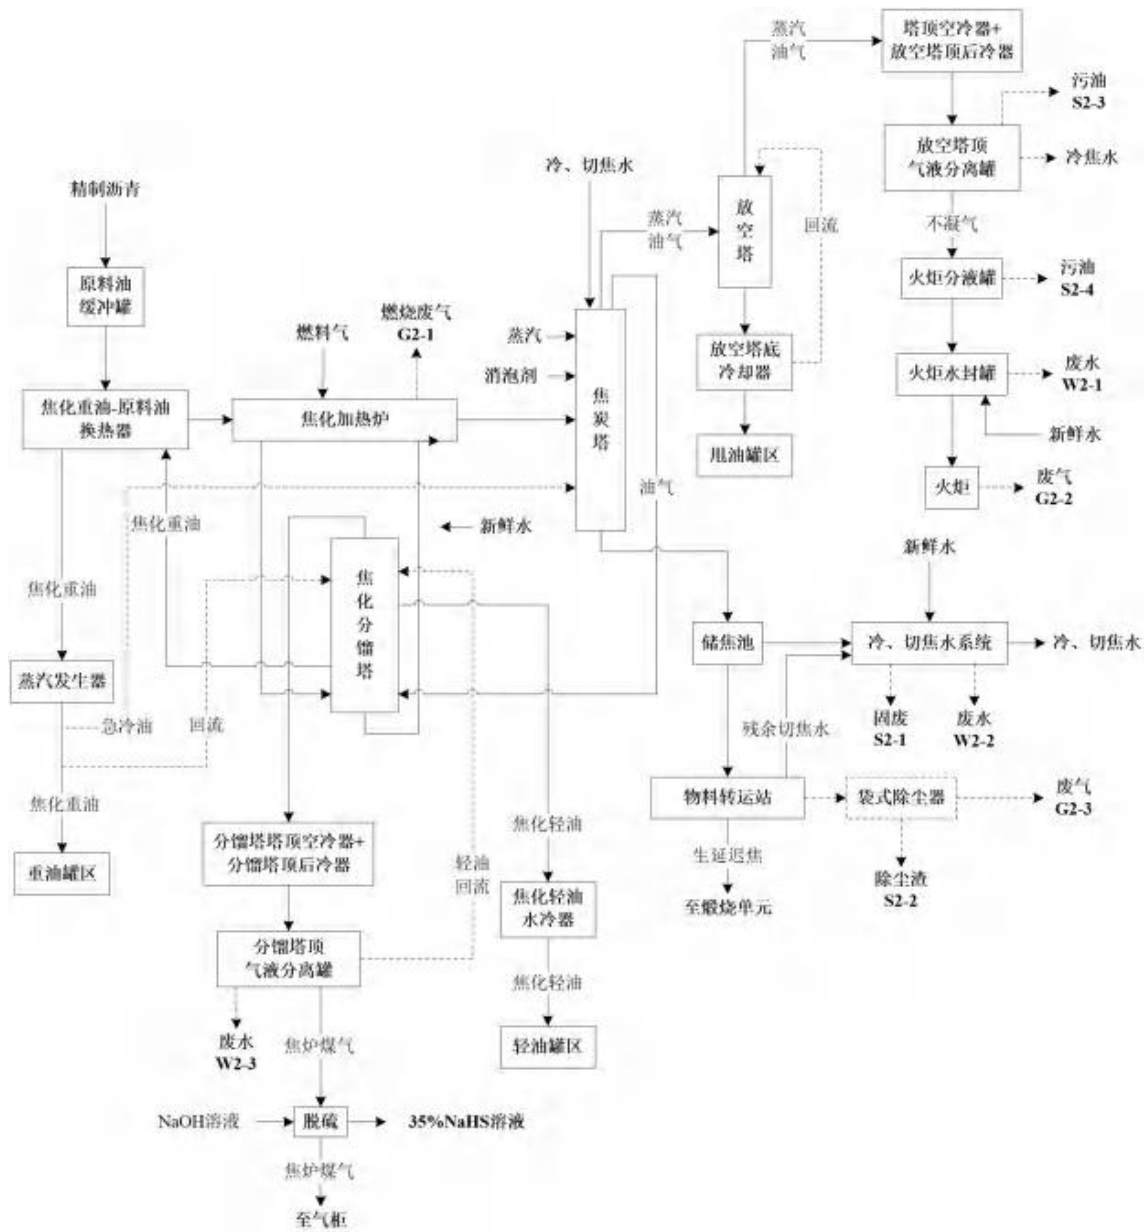 蒸汽
油气
塔顶空冷器+
放空塔顶后冷器
污油
S2-3
放空塔顶
气液分离罐
冷焦水
冷、切焦水
精制沥青
放空塔
回流
不凝气
蒸汽
油气
原料油
缓冲罐
火炬分液罐
污油
S2-4
燃料气
燃烧废气
G2-1
蒸汽
放空塔底
冷却器
消泡剂
火炬水封罐
废水
W2-1
焦化重油-原料油
换热器
焦化加热炉
焦炭塔
新鲜水
甩油罐区
油气
火炬
废气
G2-2
焦化重油
新鲜水
新鲜水
焦化分馏塔
焦化重油
储焦池
冷、切焦水系统
冷、切焦水
蒸汽发生器
急冷油
回流
残余切焦水
固废
S2-1
废水
W2-2
焦化重油
物料转运站
袋式除尘器
废气
G2-3
焦化轻油
分馏塔塔顶空冷器+
分馏塔顶后冷器
轻油
回流
生延迟焦
重油罐区
除尘渣
S2-2
焦化轻油
水冷器
至煅烧单元
分馏塔顶
气液分离罐
焦化轻油
废水
W2-3
焦炉煤气
轻油罐区
NaOH溶液
脱硫
35%NaHS溶液
焦炉煤气
至气柜